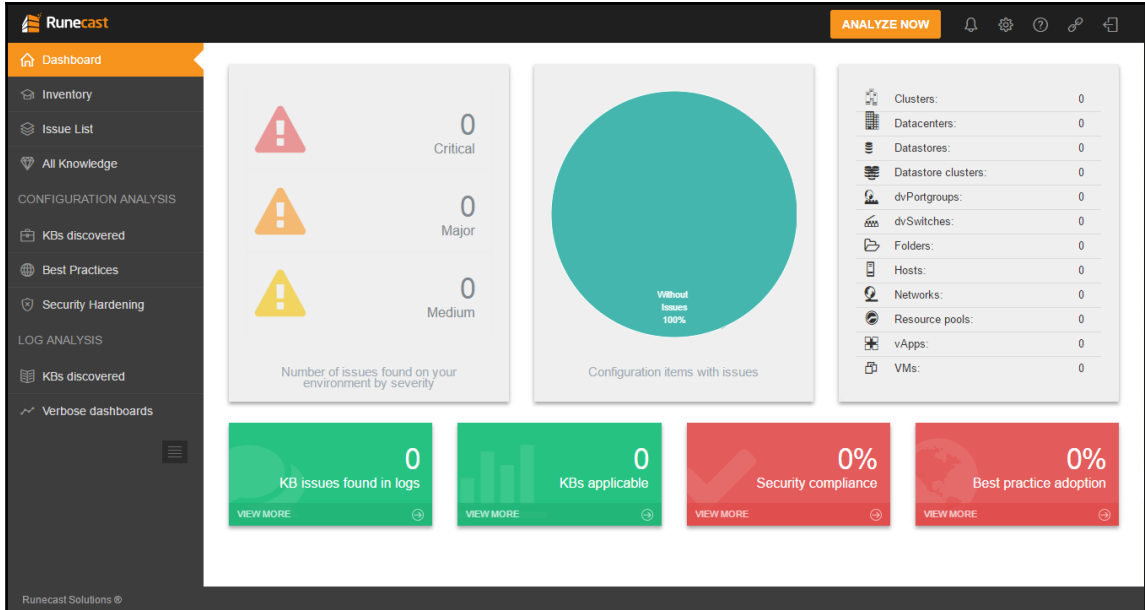 Runecast
ANALYZE NOW
Dashboard
Inventory
Issue List
All Knowledge
CONFIGURATION ANALYSIS
KBs discovered
Best Practices
Security Hardening
LOG ANALYSIS
KBs discovered
Verbose dashboards
0
Critical
0
Major
0
Medium
Number of issues found on your
environment by severity
Without
Issues
100%
Configuration items with issues
Clusters: 0
Datacenters: 0
Datastores: 0
Datastore clusters: 0
dvPortgroups: 0
dvSwitches: 0
Folders: 0
Hosts: 0
Networks: 0
Resource pools: 0
vApps: 0
VMs: 0
0
KB issues found in logs
VIEW MORE
0
KBs applicable
VIEW MORE
0%
Security compliance
VIEW MORE
0%
Best practice adoption
VIEW MORE
Runecast Solutions ®